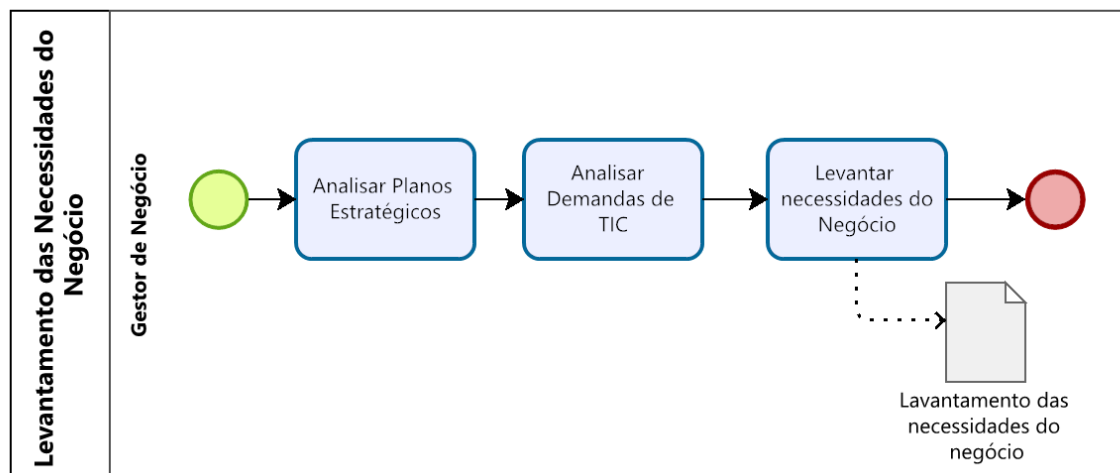 Levantamento das Necessidades do
Negócio
Gestor de Negócio
Analisar Planos
Estratégicos
Analisar
Demandas de
TIC
Levantar
necessidades do
Negócio
Lavantamento das
necessidades do
negócio